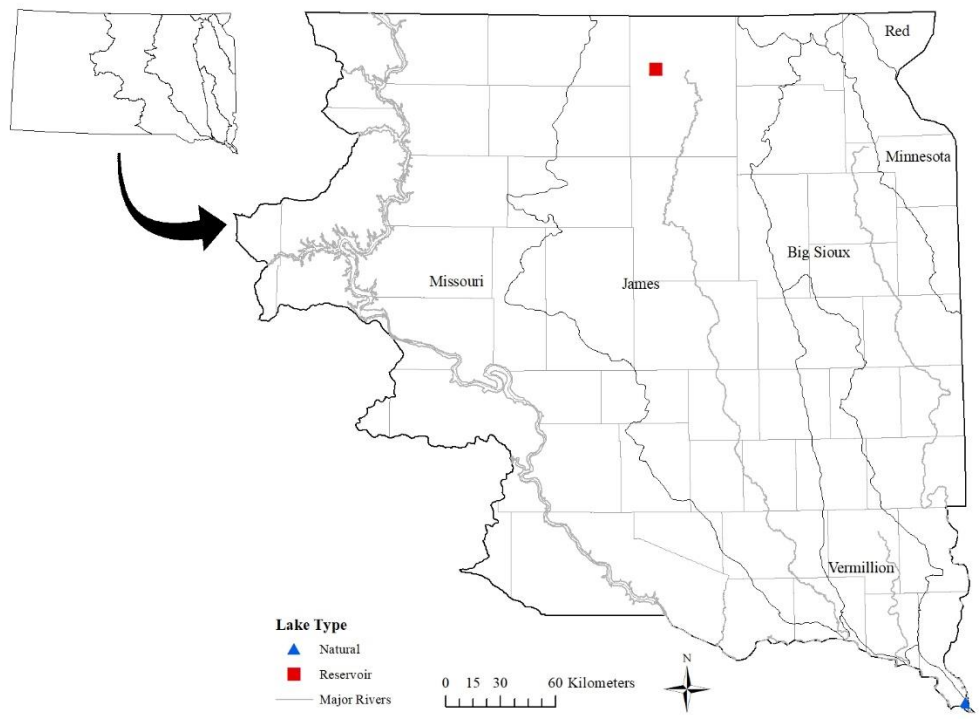 Red
Minnesota
Big Sioux
Missouri
James
Vermillion
Lake Type
Natural
Reservoir
Major Rivers
0 15 30 60 Kilometers
N